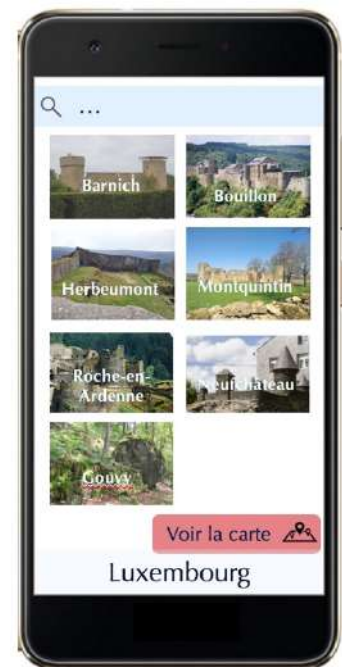 ...
Barnich
Bouillon
Herbeumont
Montquintin
Roche-en-
Ardenne
Neufchâteau
Gouvy
Voir la carte
Luxembourg